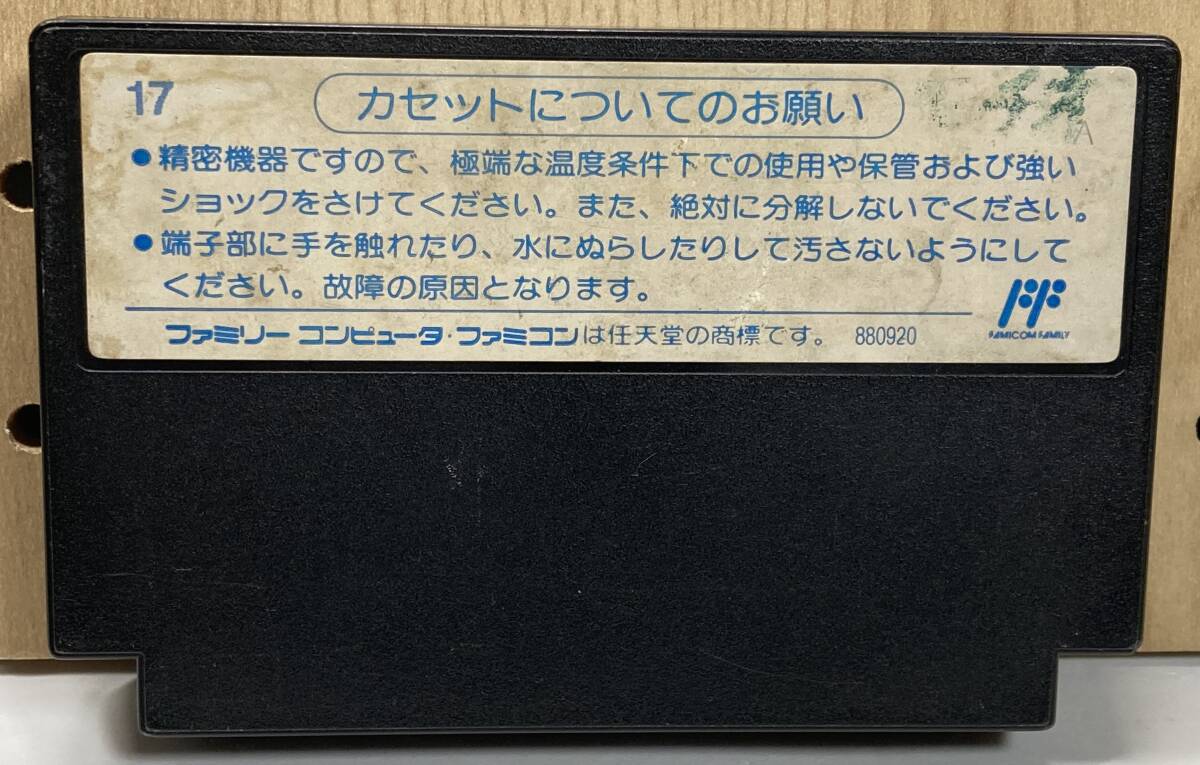 17
カセットについてのお願い
●精密機器ですので、極端な温度条件下での使用や保管および強い
ショックをさけてください。また、絶対に分解しないでください。
●端子部に手を触れたり、水にぬらしたりして汚さないようにして
ください。故障の原因となります。
ファミリーコンピュータ・ファミコンは任天堂の商標です。 880920
FAMICOM FAMILY